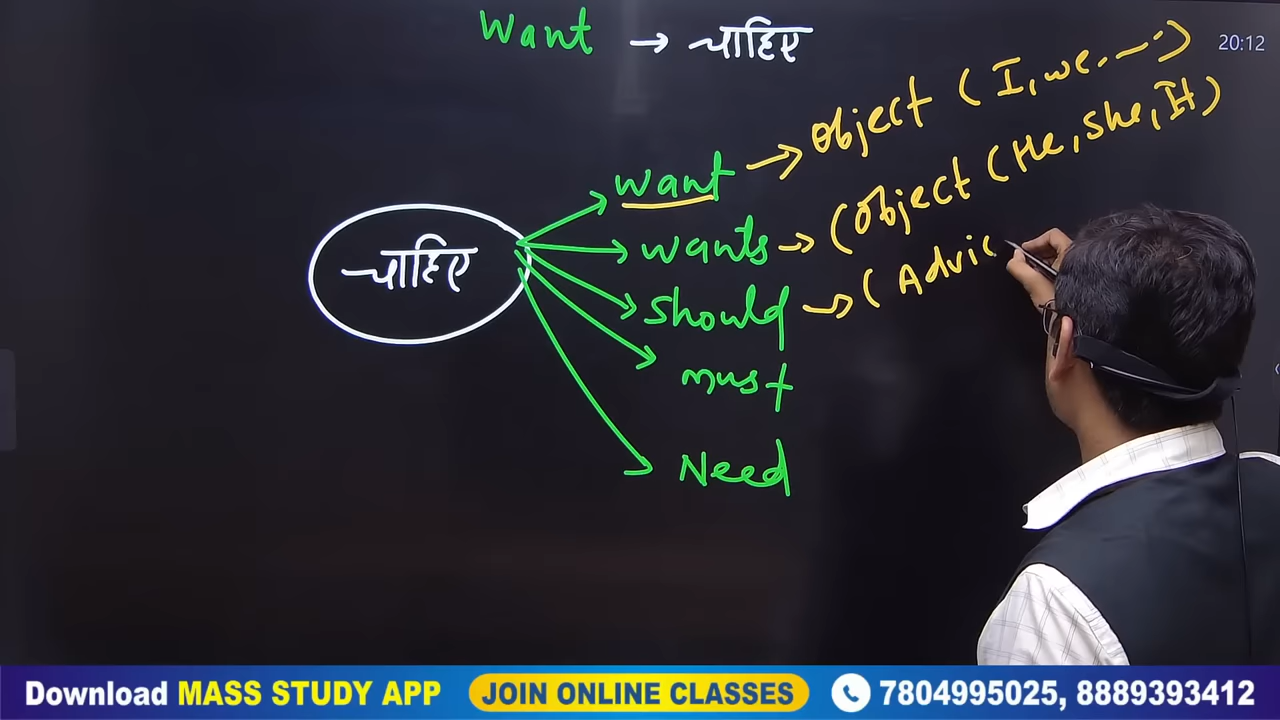 Want → चाहिए
20:12
चाहिए
want → object ( I, we. — . )
wants → ( object ( He, She, It )
should → ( Advic
must
Need
Download MASS STUDY APP JOIN ONLINE CLASSES 7804995025, 8889393412